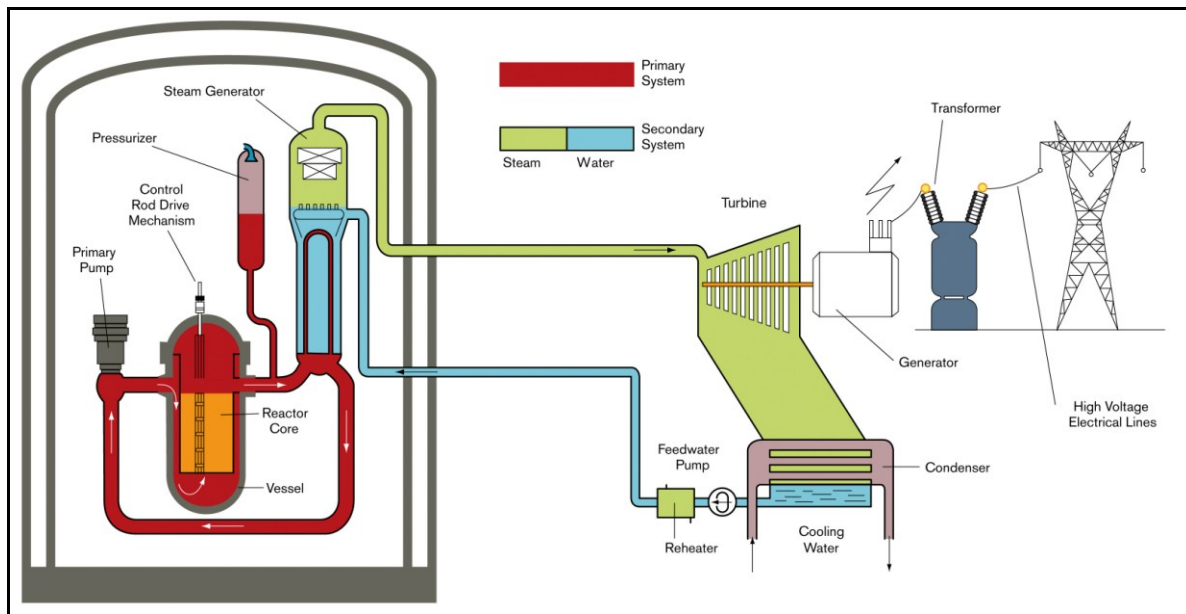 Primary
System
Steam Generator
Transformer
Pressurizer
Secondary
System
Steam
Water
Control
Rod Drive
Mechanism
Turbine
Primary
Pump
Generator
High Voltage
Electrical Lines
Reactor
Core
Feedwater
Pump
Condenser
Vessel
Reheater
Cooling
Water